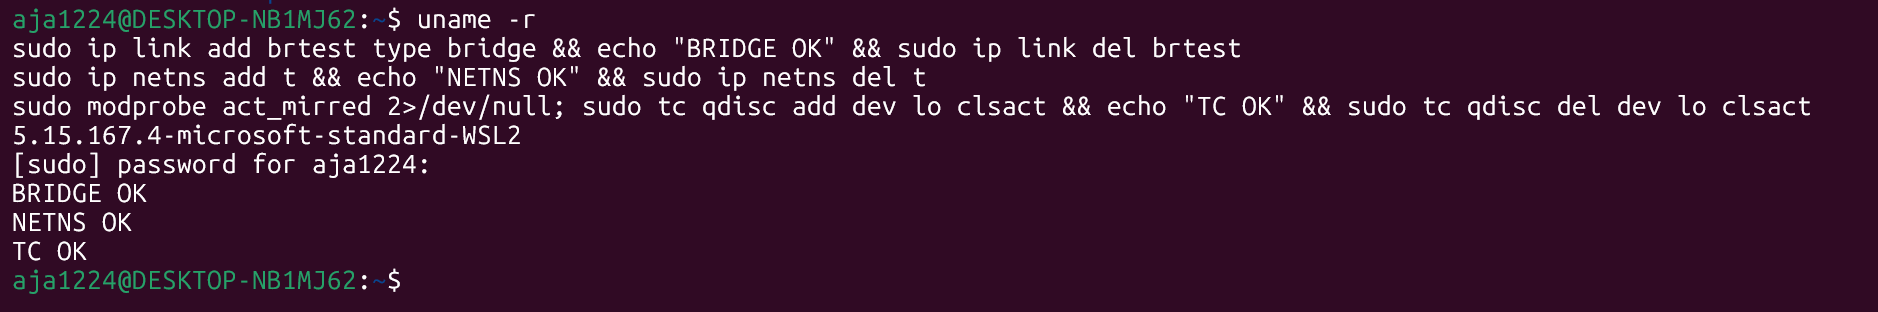 aja1224@DESKTOP-NB1MJ62:~$ uname -r
sudo ip link add brtest type bridge && echo "BRIDGE OK" && sudo ip link del brtest
sudo ip netns add t && echo "NETNS OK" && sudo ip netns del t
sudo modprobe act_mirred 2>/dev/null; sudo tc qdisc add dev lo clsact && echo "TC OK" && sudo tc qdisc del dev lo clsact
5.15.167.4-microsoft-standard-WSL2
[sudo] password for aja1224:
BRIDGE OK
NETNS OK
TC OK
aja1224@DESKTOP-NB1MJ62:~$